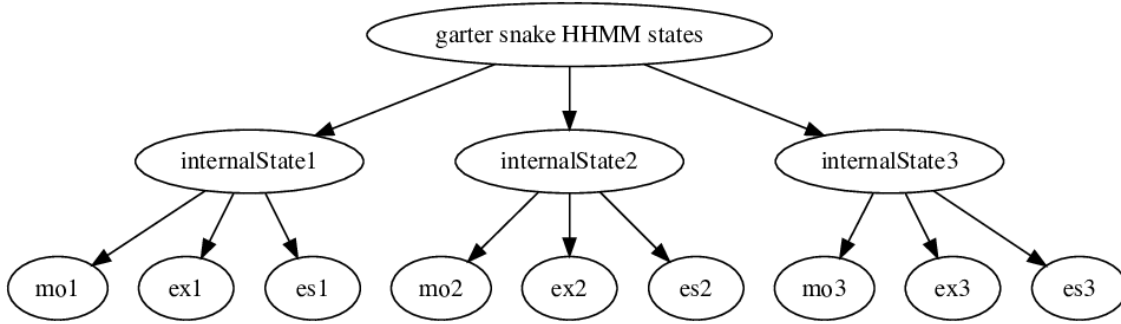 garter snake HHMM states
internalState1
internalState2
internalState3
mo1
ex1
es1
mo2
ex2
es2
mo3
ex3
es3